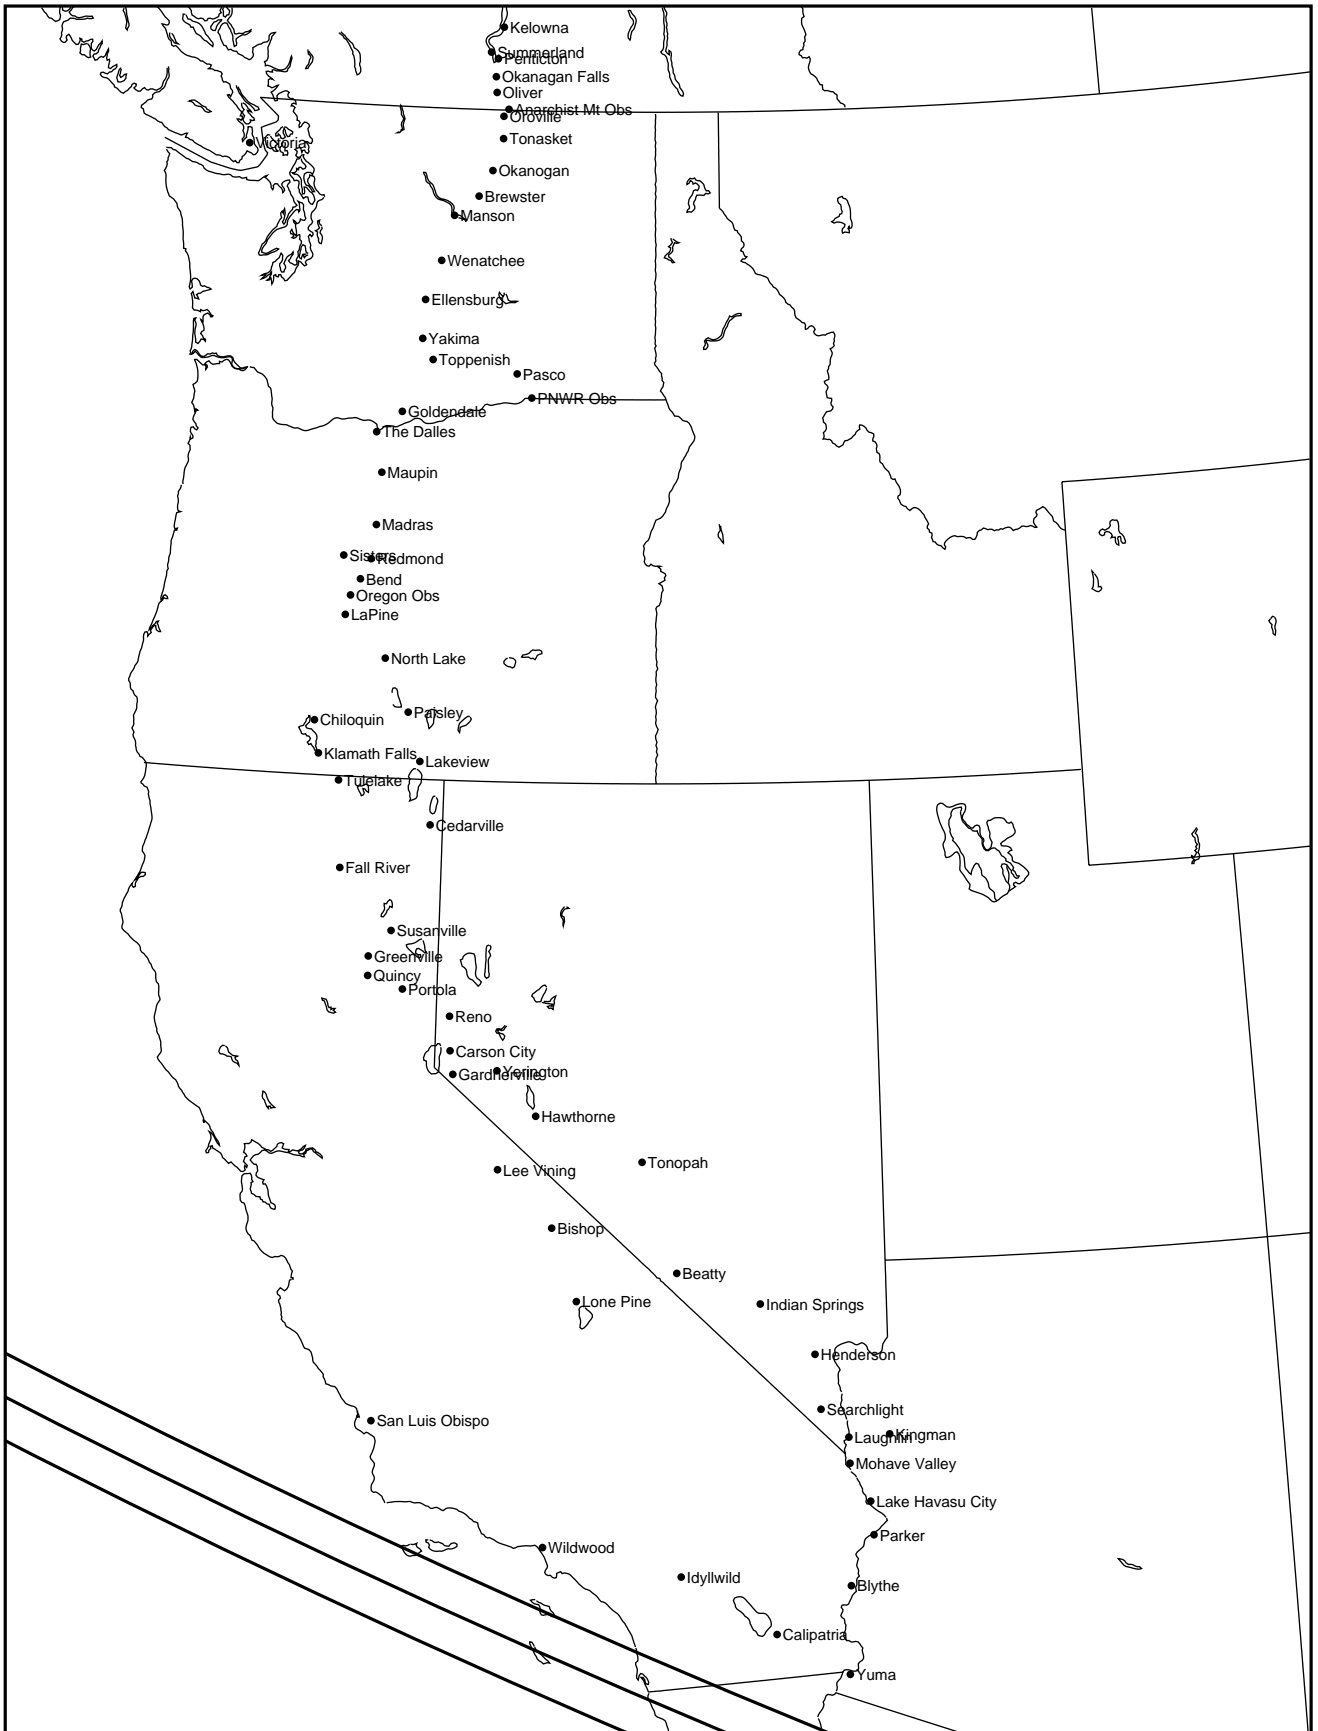 Kelowna
Summerland
Penticton
Okanagan Falls
Oliver
Anarchist Mt Obs
Oroville
Tonasket
Victoria
Okanogan
Brewster
Manson
Wenatchee
Ellensburg
Yakima
Toppenish
Pasco
PNWR Obs
Goldendale
The Dalles
Maupin
Madras
Sisters
Redmond
Bend
Oregon Obs
LaPine
North Lake
Paisley
Chiloquin
Klamath Falls
Lakeview
Tulelake
Cedarville
Fall River
Susanville
Greenville
Quincy
Portola
Reno
Carson City
Yerington
Gardnerville
Hawthorne
Tonopah
Lee Vining
Bishop
Beatty
Lone Pine
Indian Springs
Henderson
Searchlight
San Luis Obispo
Kingman
Laughlin
Mohave Valley
Lake Havasu City
Parker
Wildwood
Idyllwild
Blythe
Calipatria
Yuma